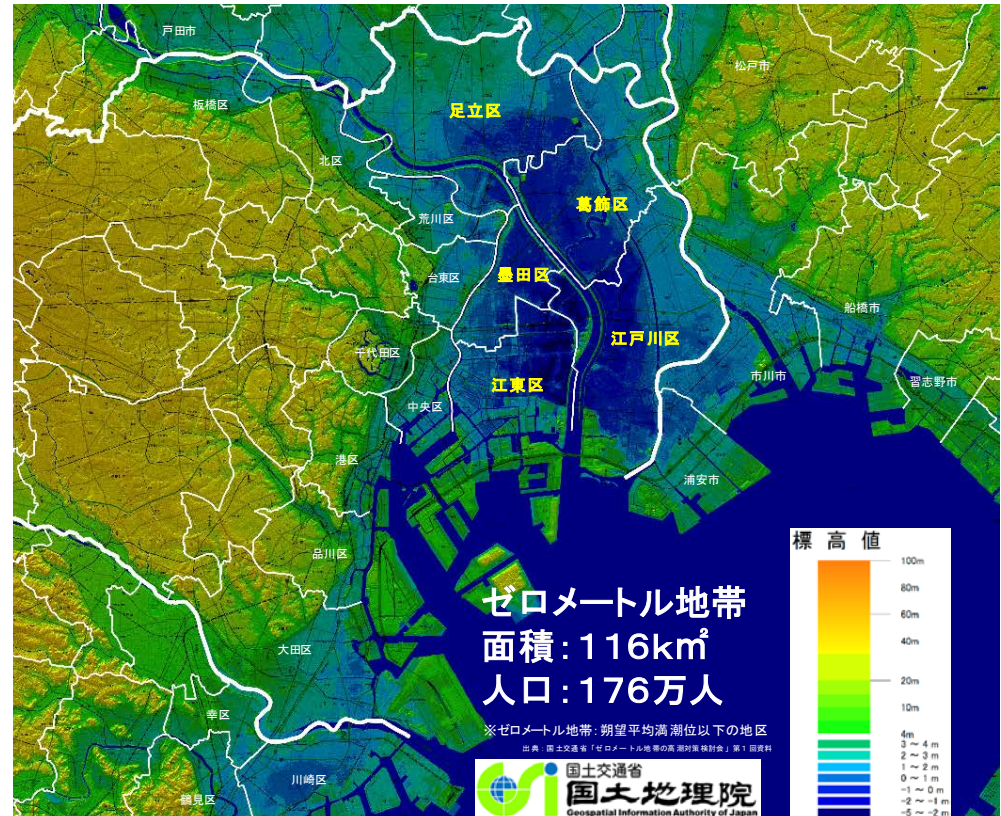 戸田市
松戸市
板橋区
足立区
北区
葛飾区
荒川区
台東区
墨田区
船橋市
江戸川区
千代田区
市川市
江東区
習志野市
中央区
港区
浦安市
品川区
大田区
幸区
川崎区
鶴見区
ゼロメートル地帯
面積:116km²
人口:176万人
※ゼロメートル地帯:朔望平均満潮位以下の地区
出典:国土交通省「ゼロメートル地帯の高潮対策検討会」第1回資料
国土交通省
国土地理院
Geospatial Information Authority of Japan
標高値
100m
80m
60m
40m
20m
10m
4m
3～4m
2～3m
1～2m
0～1m
-1～0m
-2～-1m
-5～-2m